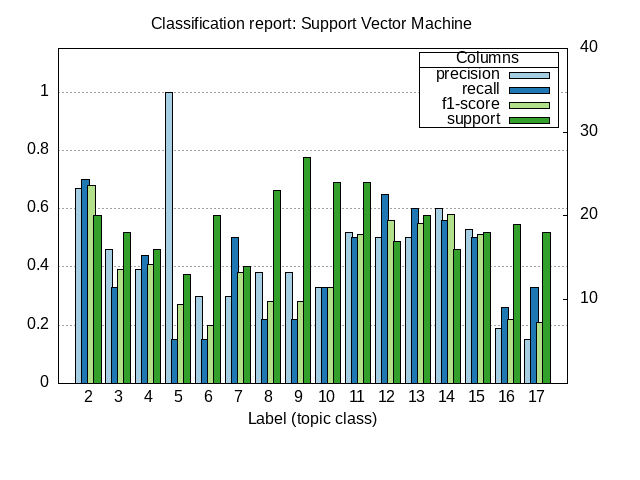 Classification report: Support Vector Machine
Columns
precision
recall
f1-score
support
1
0.8
0.6
0.4
0.2
0
40
30
20
10
2 3 4 5 6 7 8 9 10 11 12 13 14 15 16 17
Label (topic class)